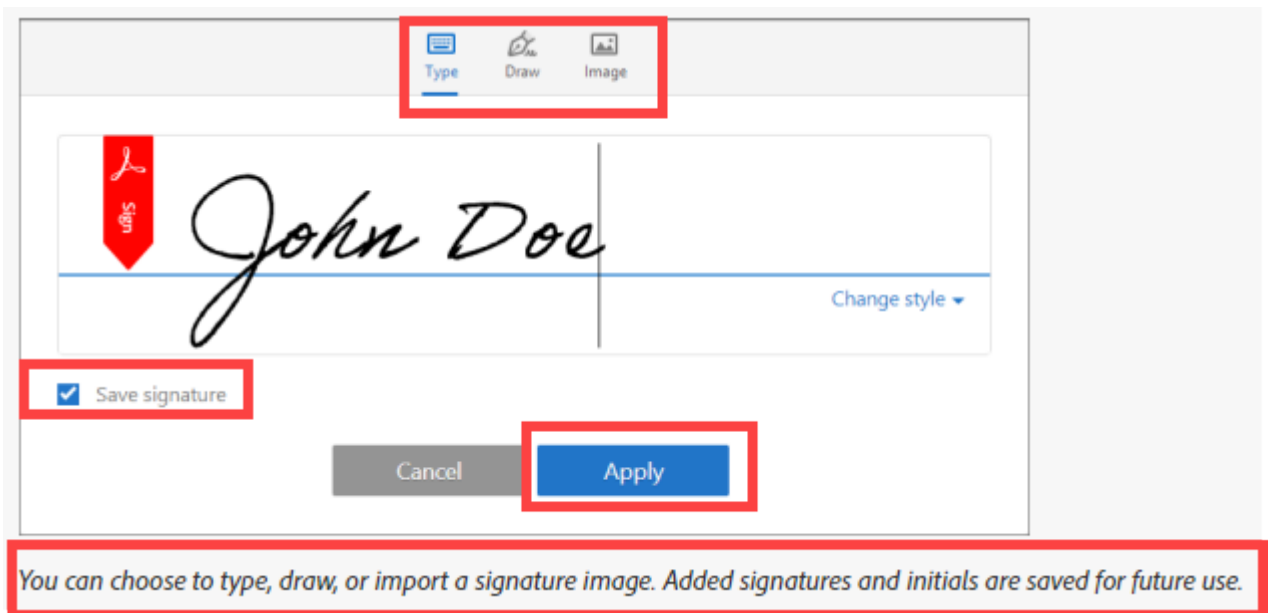 Type Draw Image
Sign
John Doe
Change style
Save signature
Cancel Apply
You can choose to type, draw, or import a signature image. Added signatures and initials are saved for future use.